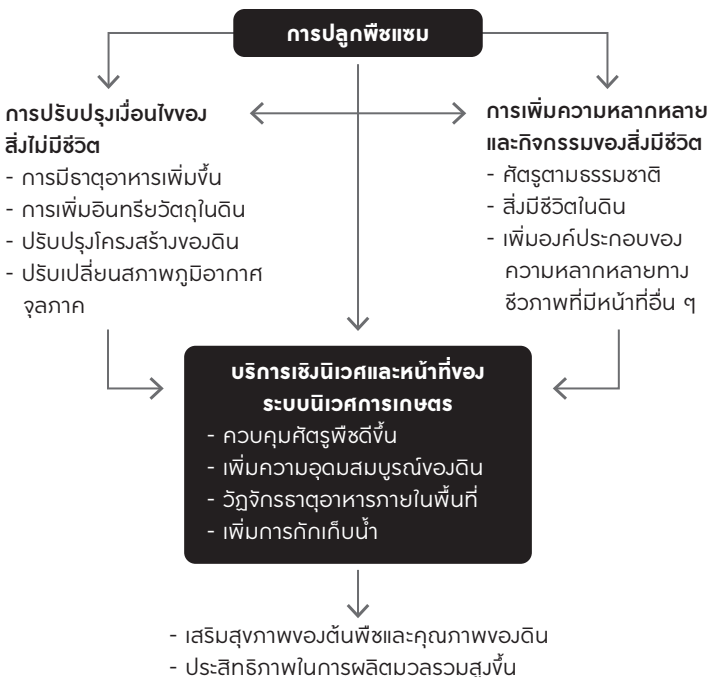 การปลูกพืชแซม
การปรับปรุงเงื่อนไขของ
สิ่งไม่มีชีวิต
- การมีธาตุอาหารเพิ่มขึ้น
- การเพิ่มอินทรียวัตถุในดิน
- ปรับปรุงโครงสร้างของดิน
- ปรับเปลี่ยนสภาพภูมิอากาศ
จุลภาค
การเพิ่มความหลากหลาย
และกิจกรรมของสิ่งมีชีวิต
- ศัตรูตามธรรมชาติ
- สิ่งมีชีวิตในดิน
- เพิ่มองค์ประกอบของ
ความหลากหลายทาง
ชีวภาพที่มีหน้าที่อื่น ๆ
บริการเชิงนิเวศและหน้าที่ของ
ระบบนิเวศการเกษตร
- ควบคุมศัตรูพืชดีขึ้น
- เพิ่มความอุดมสมบูรณ์ของดิน
- วัฏจักรธาตุอาหารภายในพื้นที่
- เพิ่มการกักเก็บน้ำ
- เสริมสุขภาพของต้นพืชและคุณภาพของดิน
- ประสิทธิภาพในการผลิตมวลรวมสูงขึ้น